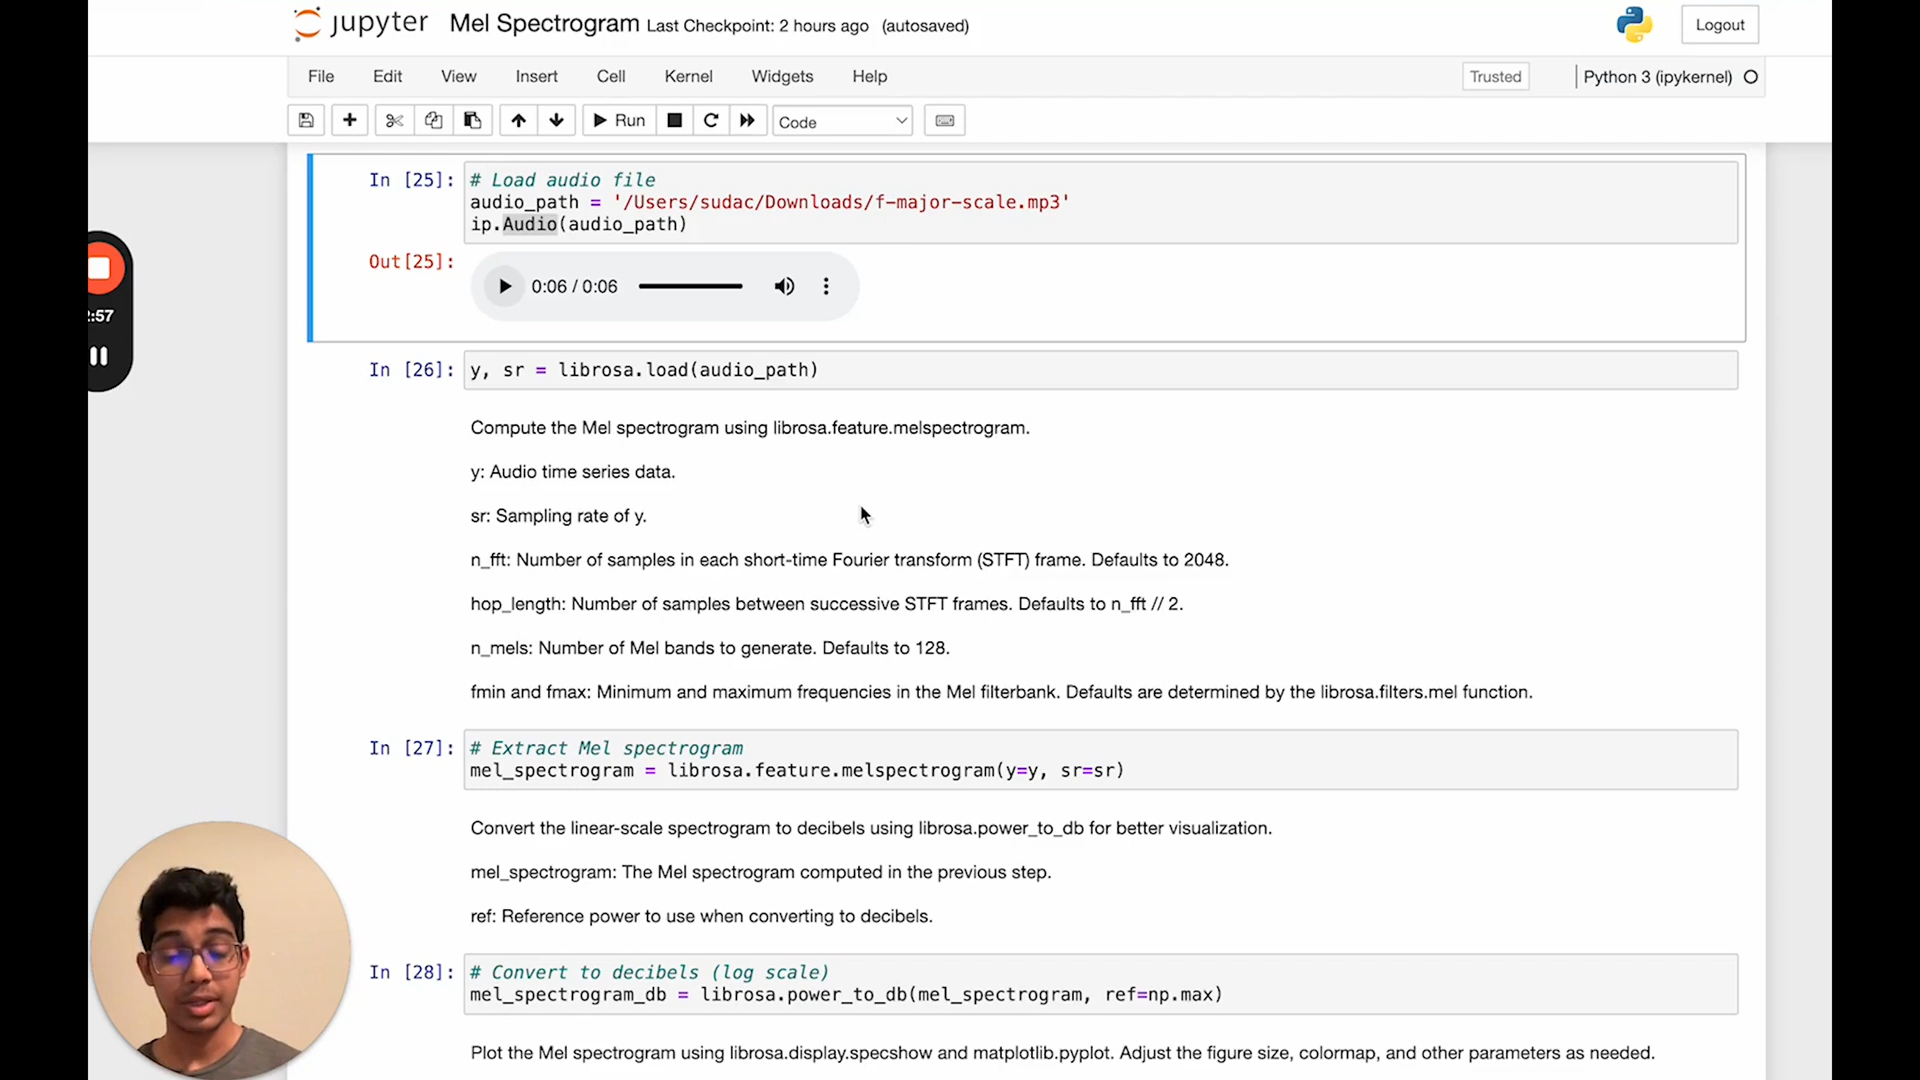 jupyter Mel Spectrogram Last Checkpoint: 2 hours ago (autosaved) Logout
File Edit View Insert Cell Kernel Widgets Help Trusted Python 3 (ipykernel)
Run Code
In [25]: # Load audio file
audio_path = '/Users/sudac/Downloads/f-major-scale.mp3'
ip.Audio(audio_path)
Out[25]: 0:06 / 0:06
:57
In [26]: y, sr = librosa.load(audio_path)
Compute the Mel spectrogram using librosa.feature.melspectrogram.
y: Audio time series data.
sr: Sampling rate of y.
n_fft: Number of samples in each short-time Fourier transform (STFT) frame. Defaults to 2048.
hop_length: Number of samples between successive STFT frames. Defaults to n_fft // 2.
n_mels: Number of Mel bands to generate. Defaults to 128.
fmin and fmax: Minimum and maximum frequencies in the Mel filterbank. Defaults are determined by the librosa.filters.mel function.
In [27]: # Extract Mel spectrogram
mel_spectrogram = librosa.feature.melspectrogram(y=y, sr=sr)
Convert the linear-scale spectrogram to decibels using librosa.power_to_db for better visualization.
mel_spectrogram: The Mel spectrogram computed in the previous step.
ref: Reference power to use when converting to decibels.
In [28]: # Convert to decibels (log scale)
mel_spectrogram_db = librosa.power_to_db(mel_spectrogram, ref=np.max)
Plot the Mel spectrogram using librosa.display.specshow and matplotlib.pyplot. Adjust the figure size, colormap, and other parameters as needed.